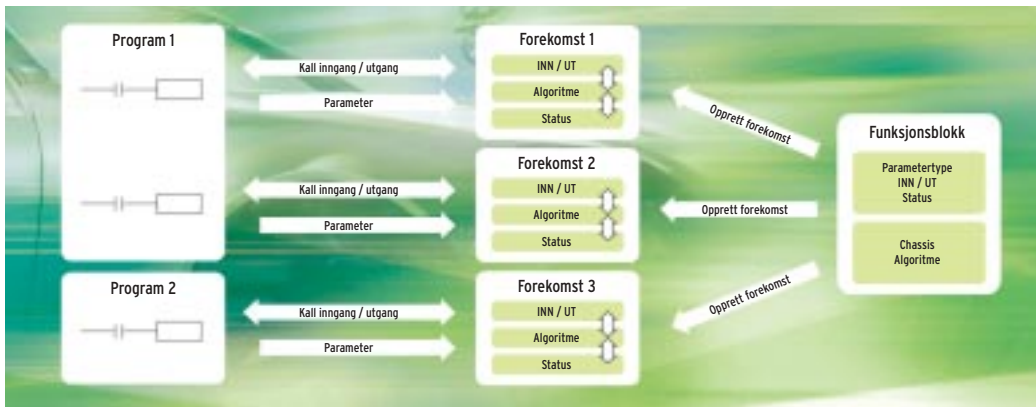 Program 1
Kall inngang / utgang
Parameter
Kall inngang / utgang
Parameter
Program 2
Kall inngang / utgang
Parameter
Forekomst 1
INN / UT
Algoritme
Status
Forekomst 2
INN / UT
Algoritme
Status
Forekomst 3
INN / UT
Algoritme
Status
Opprett forekomst
Opprett forekomst
Opprett forekomst
Funksjonsblokk
Parametertype
INN / UT
Status
Chassis
Algoritme